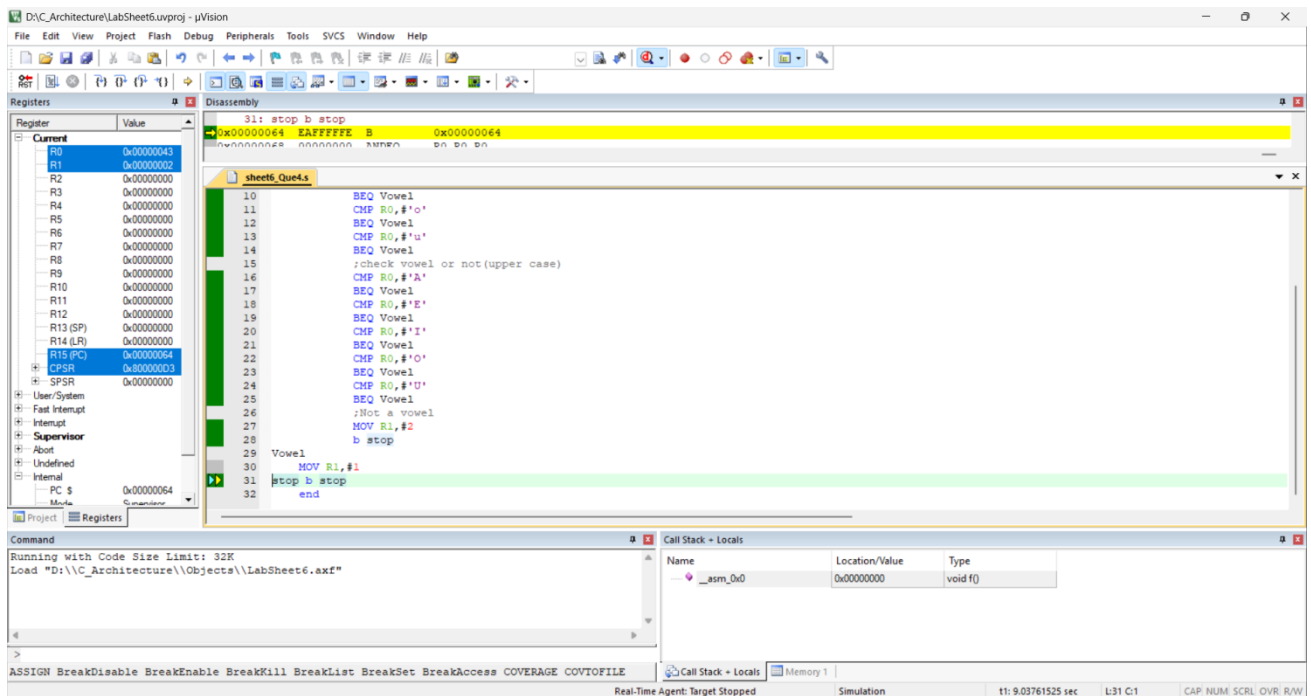 D:\C_Architecture\LabSheet6.uvproj - µVision
File Edit View Project Flash Debug Peripherals Tools SVCS Window Help
RST
Registers
Register Value
Current
R0 0x00000043
R1 0x00000002
R2 0x00000000
R3 0x00000000
R4 0x00000000
R5 0x00000000
R6 0x00000000
R7 0x00000000
R8 0x00000000
R9 0x00000000
R10 0x00000000
R11 0x00000000
R12 0x00000000
R13 (SP) 0x00000000
R14 (LR) 0x00000000
R15 (PC) 0x00000064
CPSR 0x800000D3
SPSR 0x00000000
User/System
Fast Interrupt
Interrupt
Supervisor
Abort
Undefined
Internal
PC $ 0x00000064
Mode Supervisor
Project Registers
Disassembly
31: stop b stop
0x00000064 EAFFFFFE B 0x00000064
0x00000068 00000000 ANDEQ R0,R0,R0
sheet6_Que4.s
10 BEQ Vowel
11 CMP R0,#'o'
12 BEQ Vowel
13 CMP R0,#'u'
14 BEQ Vowel
15 ;check vowel or not(upper case)
16 CMP R0,#'A'
17 BEQ Vowel
18 CMP R0,#'E'
19 BEQ Vowel
20 CMP R0,#'I'
21 BEQ Vowel
22 CMP R0,#'O'
23 BEQ Vowel
24 CMP R0,#'U'
25 BEQ Vowel
26 ;Not a vowel
27 MOV R1,#2
28 b stop
29 Vowel
30 MOV R1,#1
31 stop b stop
32 end
Command
Running with Code Size Limit: 32K
Load "D:\\C_Architecture\\Objects\\LabSheet6.axf"
>
ASSIGN BreakDisable BreakEnable BreakKill BreakList BreakSet BreakAccess COVERAGE COVTOFILE
Call Stack + Locals
Name Location/Value Type
__asm_0x0 0x00000000 void f()
Call Stack + Locals Memory 1
Real-Time Agent: Target Stopped Simulation t1: 9.03761525 sec L:31 C:1 CAP NUM SCRL OVR R/W